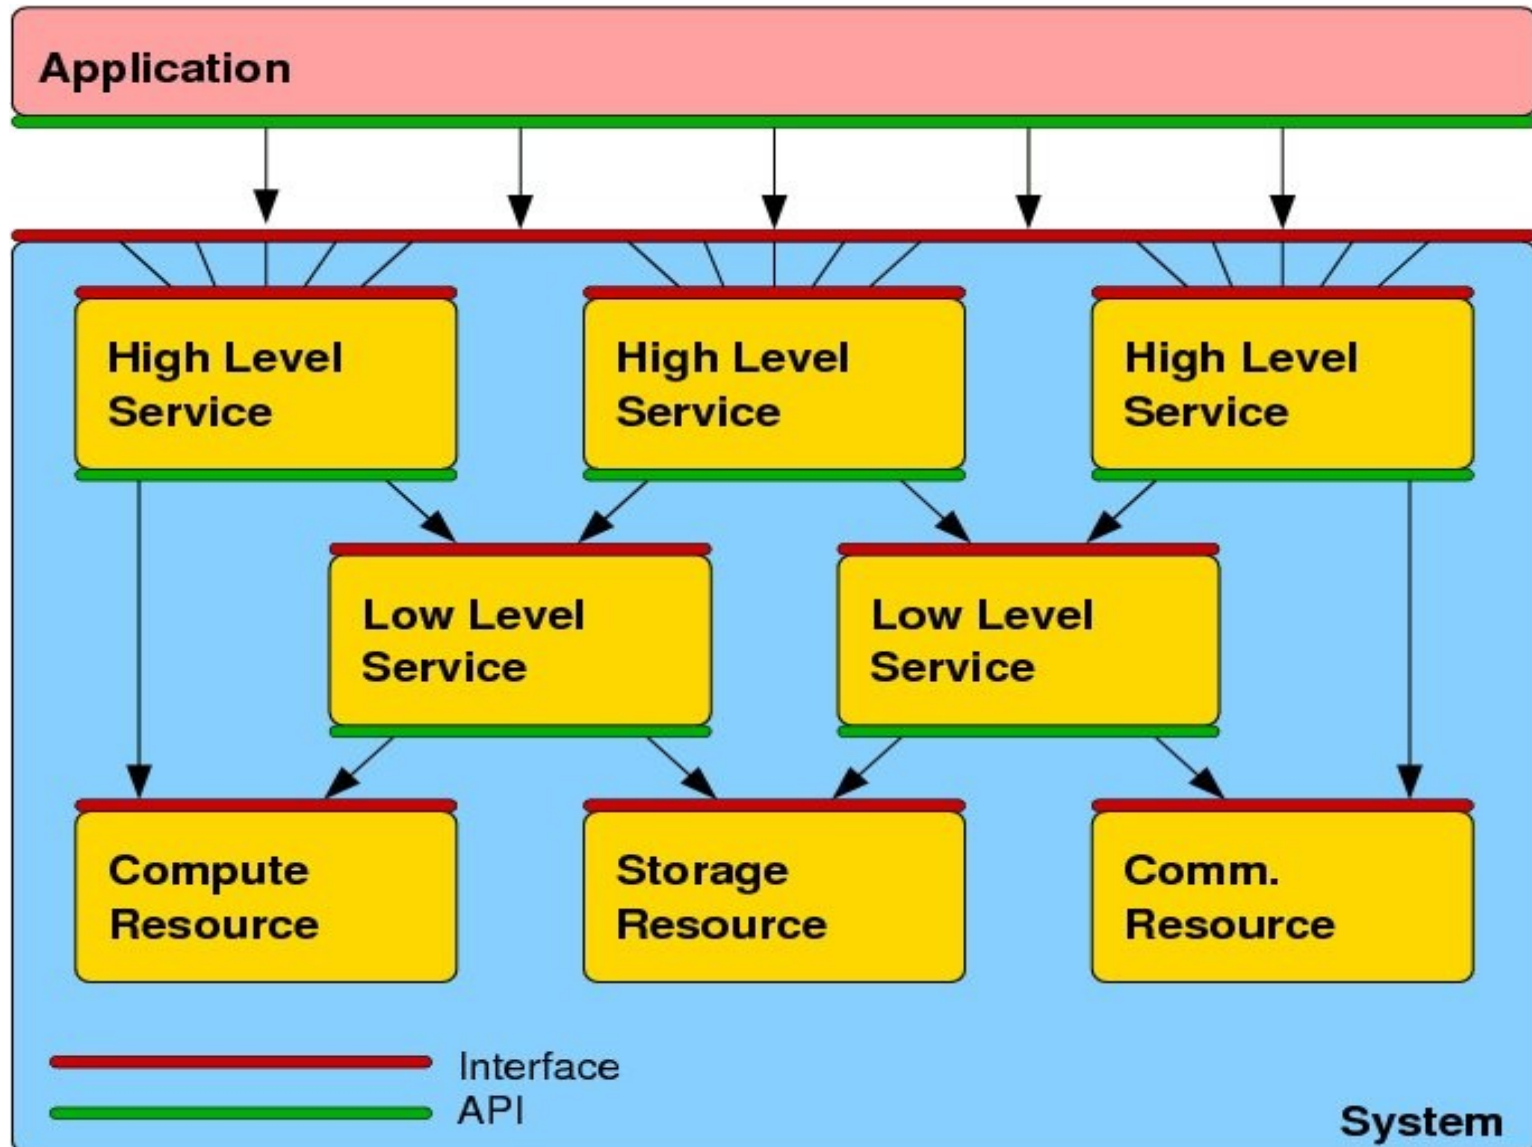 Application
High Level
Service
High Level
Service
High Level
Service
Low Level
Service
Low Level
Service
Compute
Resource
Storage
Resource
Comm.
Resource
Interface
API
System